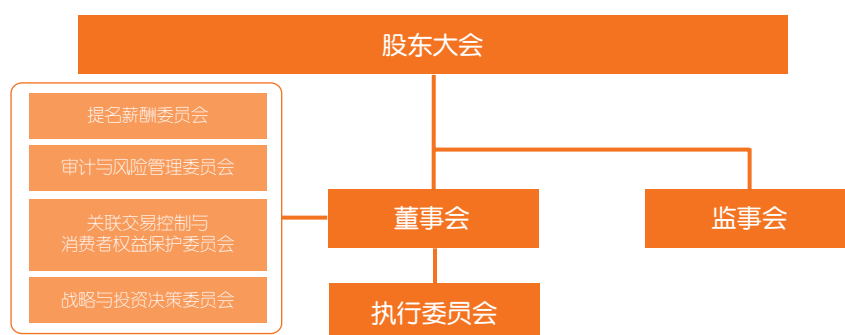 股东大会
提名薪酬委员会
审计与风险管理委员会
关联交易控制与
消费者权益保护委员会
战略与投资决策委员会
董事会
监事会
执行委员会